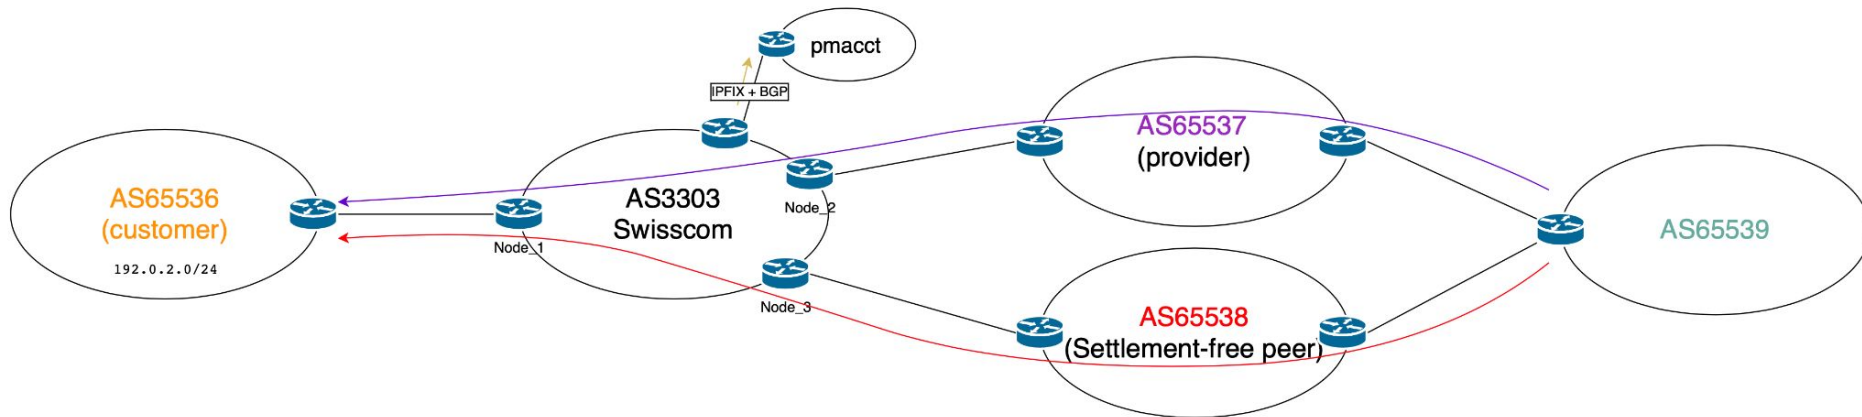 pmacct
IPFIX + BGP
AS65536
(customer)
192.0.2.0/24
Node_1
AS3303
Swisscom
Node_2
Node_3
AS65537
(provider)
AS65538
(Settlement-free peer)
AS65539